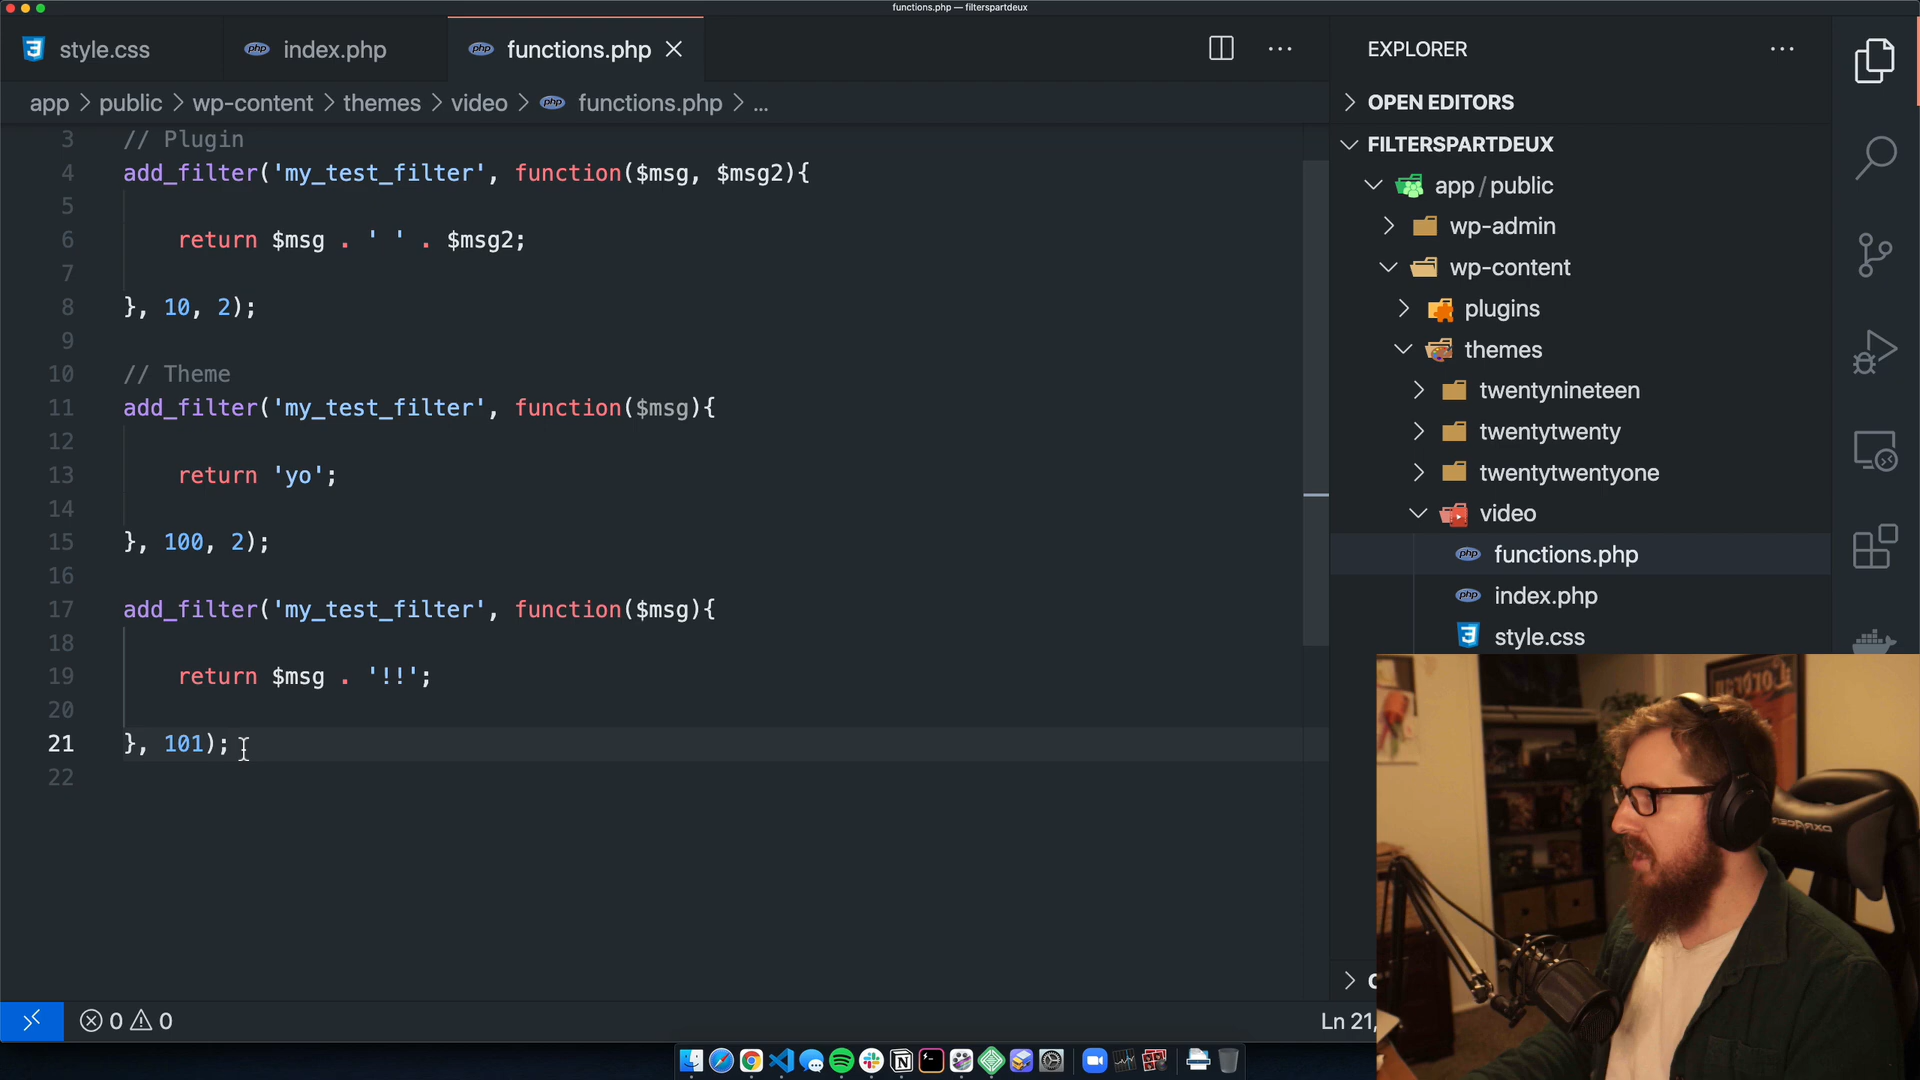 functions.php — filterspartdeux
style.css
index.php
functions.php
app > public > wp-content > themes > video > functions.php > ...
3 // Plugin
4 add_filter('my_test_filter', function($msg, $msg2){
5
6 return $msg . ' ' . $msg2;
7
8 }, 10, 2);
9
10 // Theme
11 add_filter('my_test_filter', function($msg){
12
13 return 'yo';
14
15 }, 100, 2);
16
17 add_filter('my_test_filter', function($msg){
18
19 return $msg . '!!';
20
21 }, 101);
22
EXPLORER
OPEN EDITORS
FILTERSPARTDEUX
app / public
wp-admin
wp-content
plugins
themes
twentynineteen
twentytwenty
twentytwentyone
video
functions.php
index.php
style.css
0 0
Ln 21,